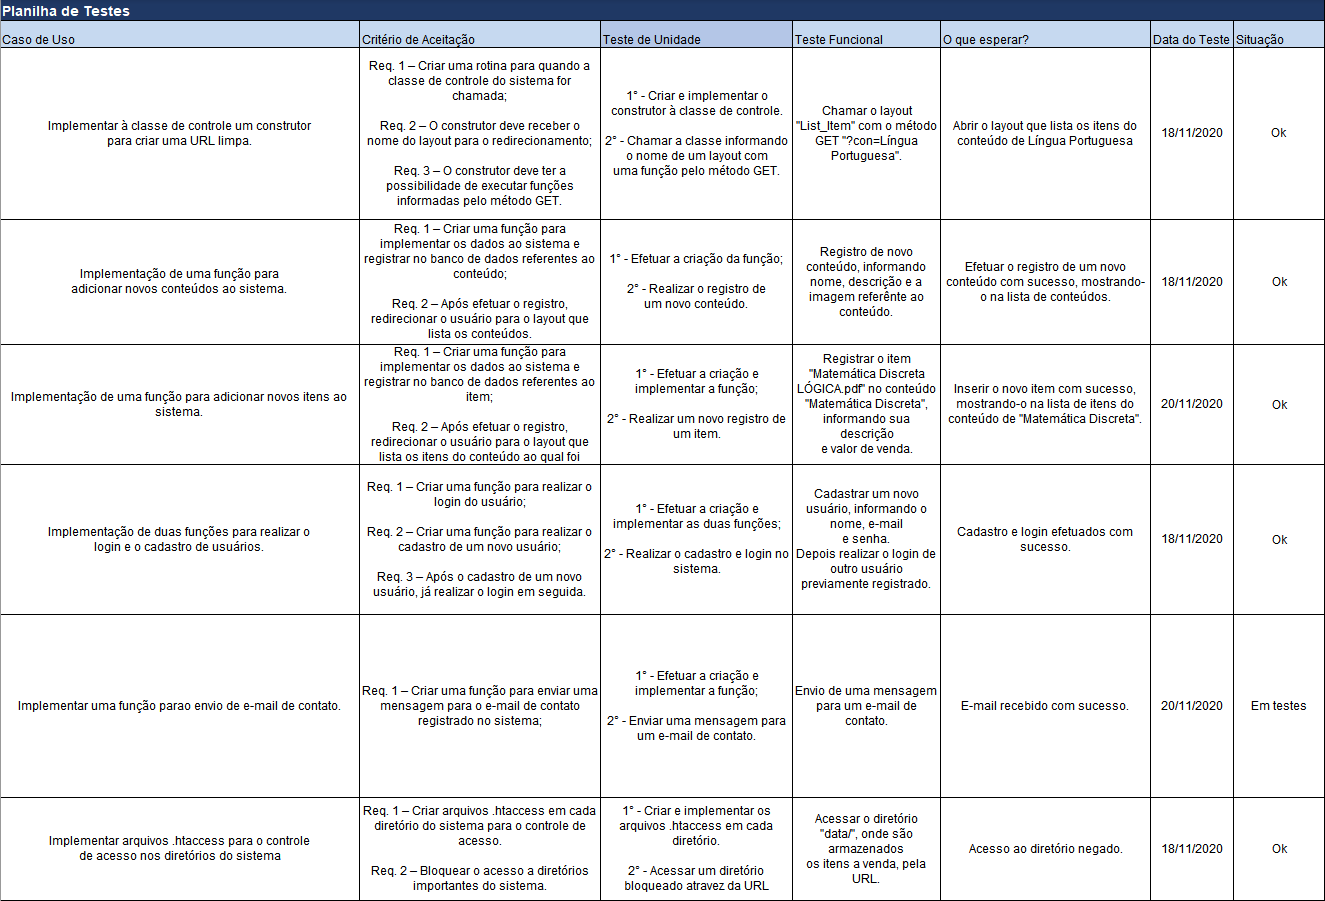 Planilha de Testes
Caso de Uso
Critério de Aceitação
Teste de Unidade
Teste Funcional
O que esperar?
Data do Teste
Situação
Implementar à classe de controle um construtor
para criar uma URL limpa.
Req. 1 – Criar uma rotina para quando a
classe de controle do sistema for
chamada;
Req. 2 – O construtor deve receber o
nome do layout para o redirecionamento;
Req. 3 – O construtor deve ter a
possibilidade de executar funções
informadas pelo método GET.
1° - Criar e implementar o
construtor à classe de controle.
2° - Chamar a classe informando
o nome de um layout com
uma função pelo método GET.
Chamar o layout
"List_Item" com o método
GET "?con=Língua
Portuguesa".
Abrir o layout que lista os itens do
conteúdo de Língua Portuguesa
18/11/2020
Ok
Implementação de uma função para
adicionar novos conteúdos ao sistema.
Req. 1 – Criar uma função para
implementar os dados ao sistema e
registrar no banco de dados referentes ao
conteúdo;
Req. 2 – Após efetuar o registro,
redirecionar o usuário para o layout que
lista os conteúdos.
1° - Efetuar a criação da função;
2° - Realizar o registro de
um novo conteúdo.
Registro de novo
conteúdo, informando
nome, descrição e a
imagem referênte ao
conteúdo.
Efetuar o registro de um novo
conteúdo com sucesso, mostrando-
o na lista de conteúdos.
18/11/2020
Ok
Implementação de uma função para adicionar novos itens ao
sistema.
Req. 1 – Criar uma função para
implementar os dados ao sistema e
registrar no banco de dados referentes ao
item;
Req. 2 – Após efetuar o registro,
redirecionar o usuário para o layout que
lista os itens do conteúdo ao qual foi
1° - Efetuar a criação e
implementar a função;
2° - Realizar um novo registro de
um item.
Registrar o item
"Matemática Discreta
LÓGICA.pdf" no conteúdo
"Matemática Discreta",
informando sua
descrição
e valor de venda.
Inserir o novo item com sucesso,
mostrando-o na lista de itens do
conteúdo de "Matemática Discreta".
20/11/2020
Ok
Implementação de duas funções para realizar o
login e o cadastro de usuários.
Req. 1 – Criar uma função para realizar o
login do usuário;
Req. 2 – Criar uma função para realizar o
cadastro de um novo usuário;
Req. 3 – Após o cadastro de um novo
usuário, já realizar o login em seguida.
1° - Efetuar a criação e
implementar as duas funções;
2° - Realizar o cadastro e login no
sistema.
Cadastrar um novo
usuário, informando o
nome, e-mail
e senha.
Depois realizar o login de
outro usuário
previamente registrado.
Cadastro e login efetuados com
sucesso.
18/11/2020
Ok
Implementar uma função parao envio de e-mail de contato.
Req. 1 – Criar uma função para enviar uma
mensagem para o e-mail de contato
registrado no sistema;
1° - Efetuar a criação e
implementar a função;
2° - Enviar uma mensagem para
um e-mail de contato.
Envio de uma mensagem
para um e-mail de
contato.
E-mail recebido com sucesso.
20/11/2020
Em testes
Implementar arquivos .htaccess para o controle
de acesso nos diretórios do sistema
Req. 1 – Criar arquivos .htaccess em cada
diretório do sistema para o controle de
acesso.
Req. 2 – Bloquear o acesso a diretórios
importantes do sistema.
1° - Criar e implementar os
arquivos .htaccess em cada
diretório.
2° - Acessar um diretório
bloqueado atravez da URL
Acessar o diretório
"data/", onde são
armazenados
os itens a venda, pela
URL.
Acesso ao diretório negado.
18/11/2020
Ok